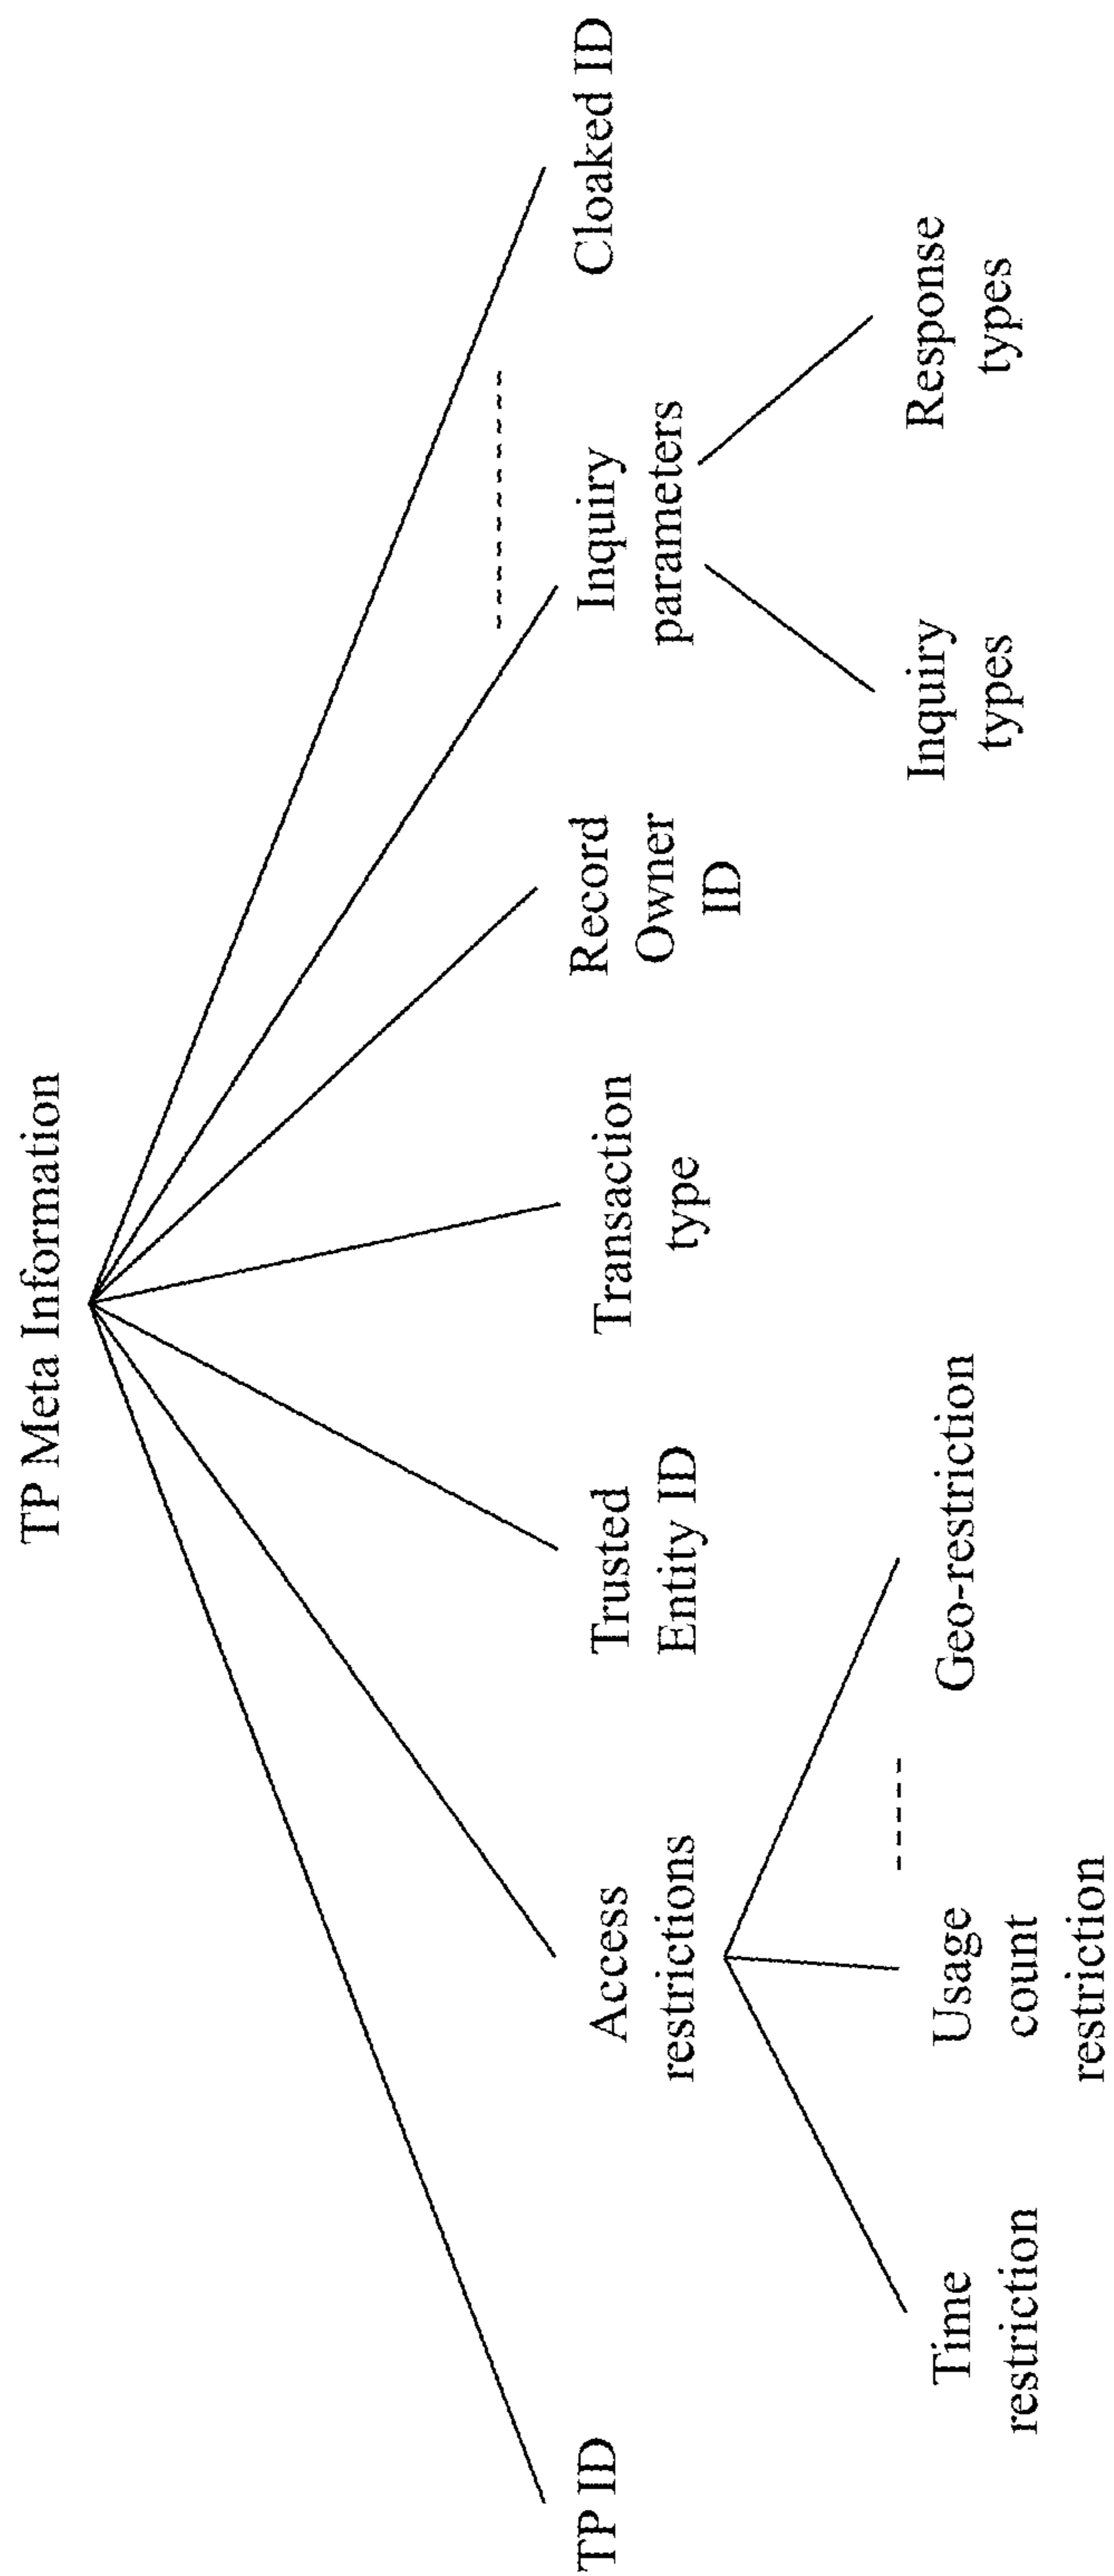 TP Meta Information
TP ID
Access
restrictions
Trusted
Entity ID
Transaction
type
Record
Owner
ID
Inquiry
parameters
Cloaked ID
Time
restriction
Usage
count
restriction
Geo-restriction
Inquiry
types
Response
types